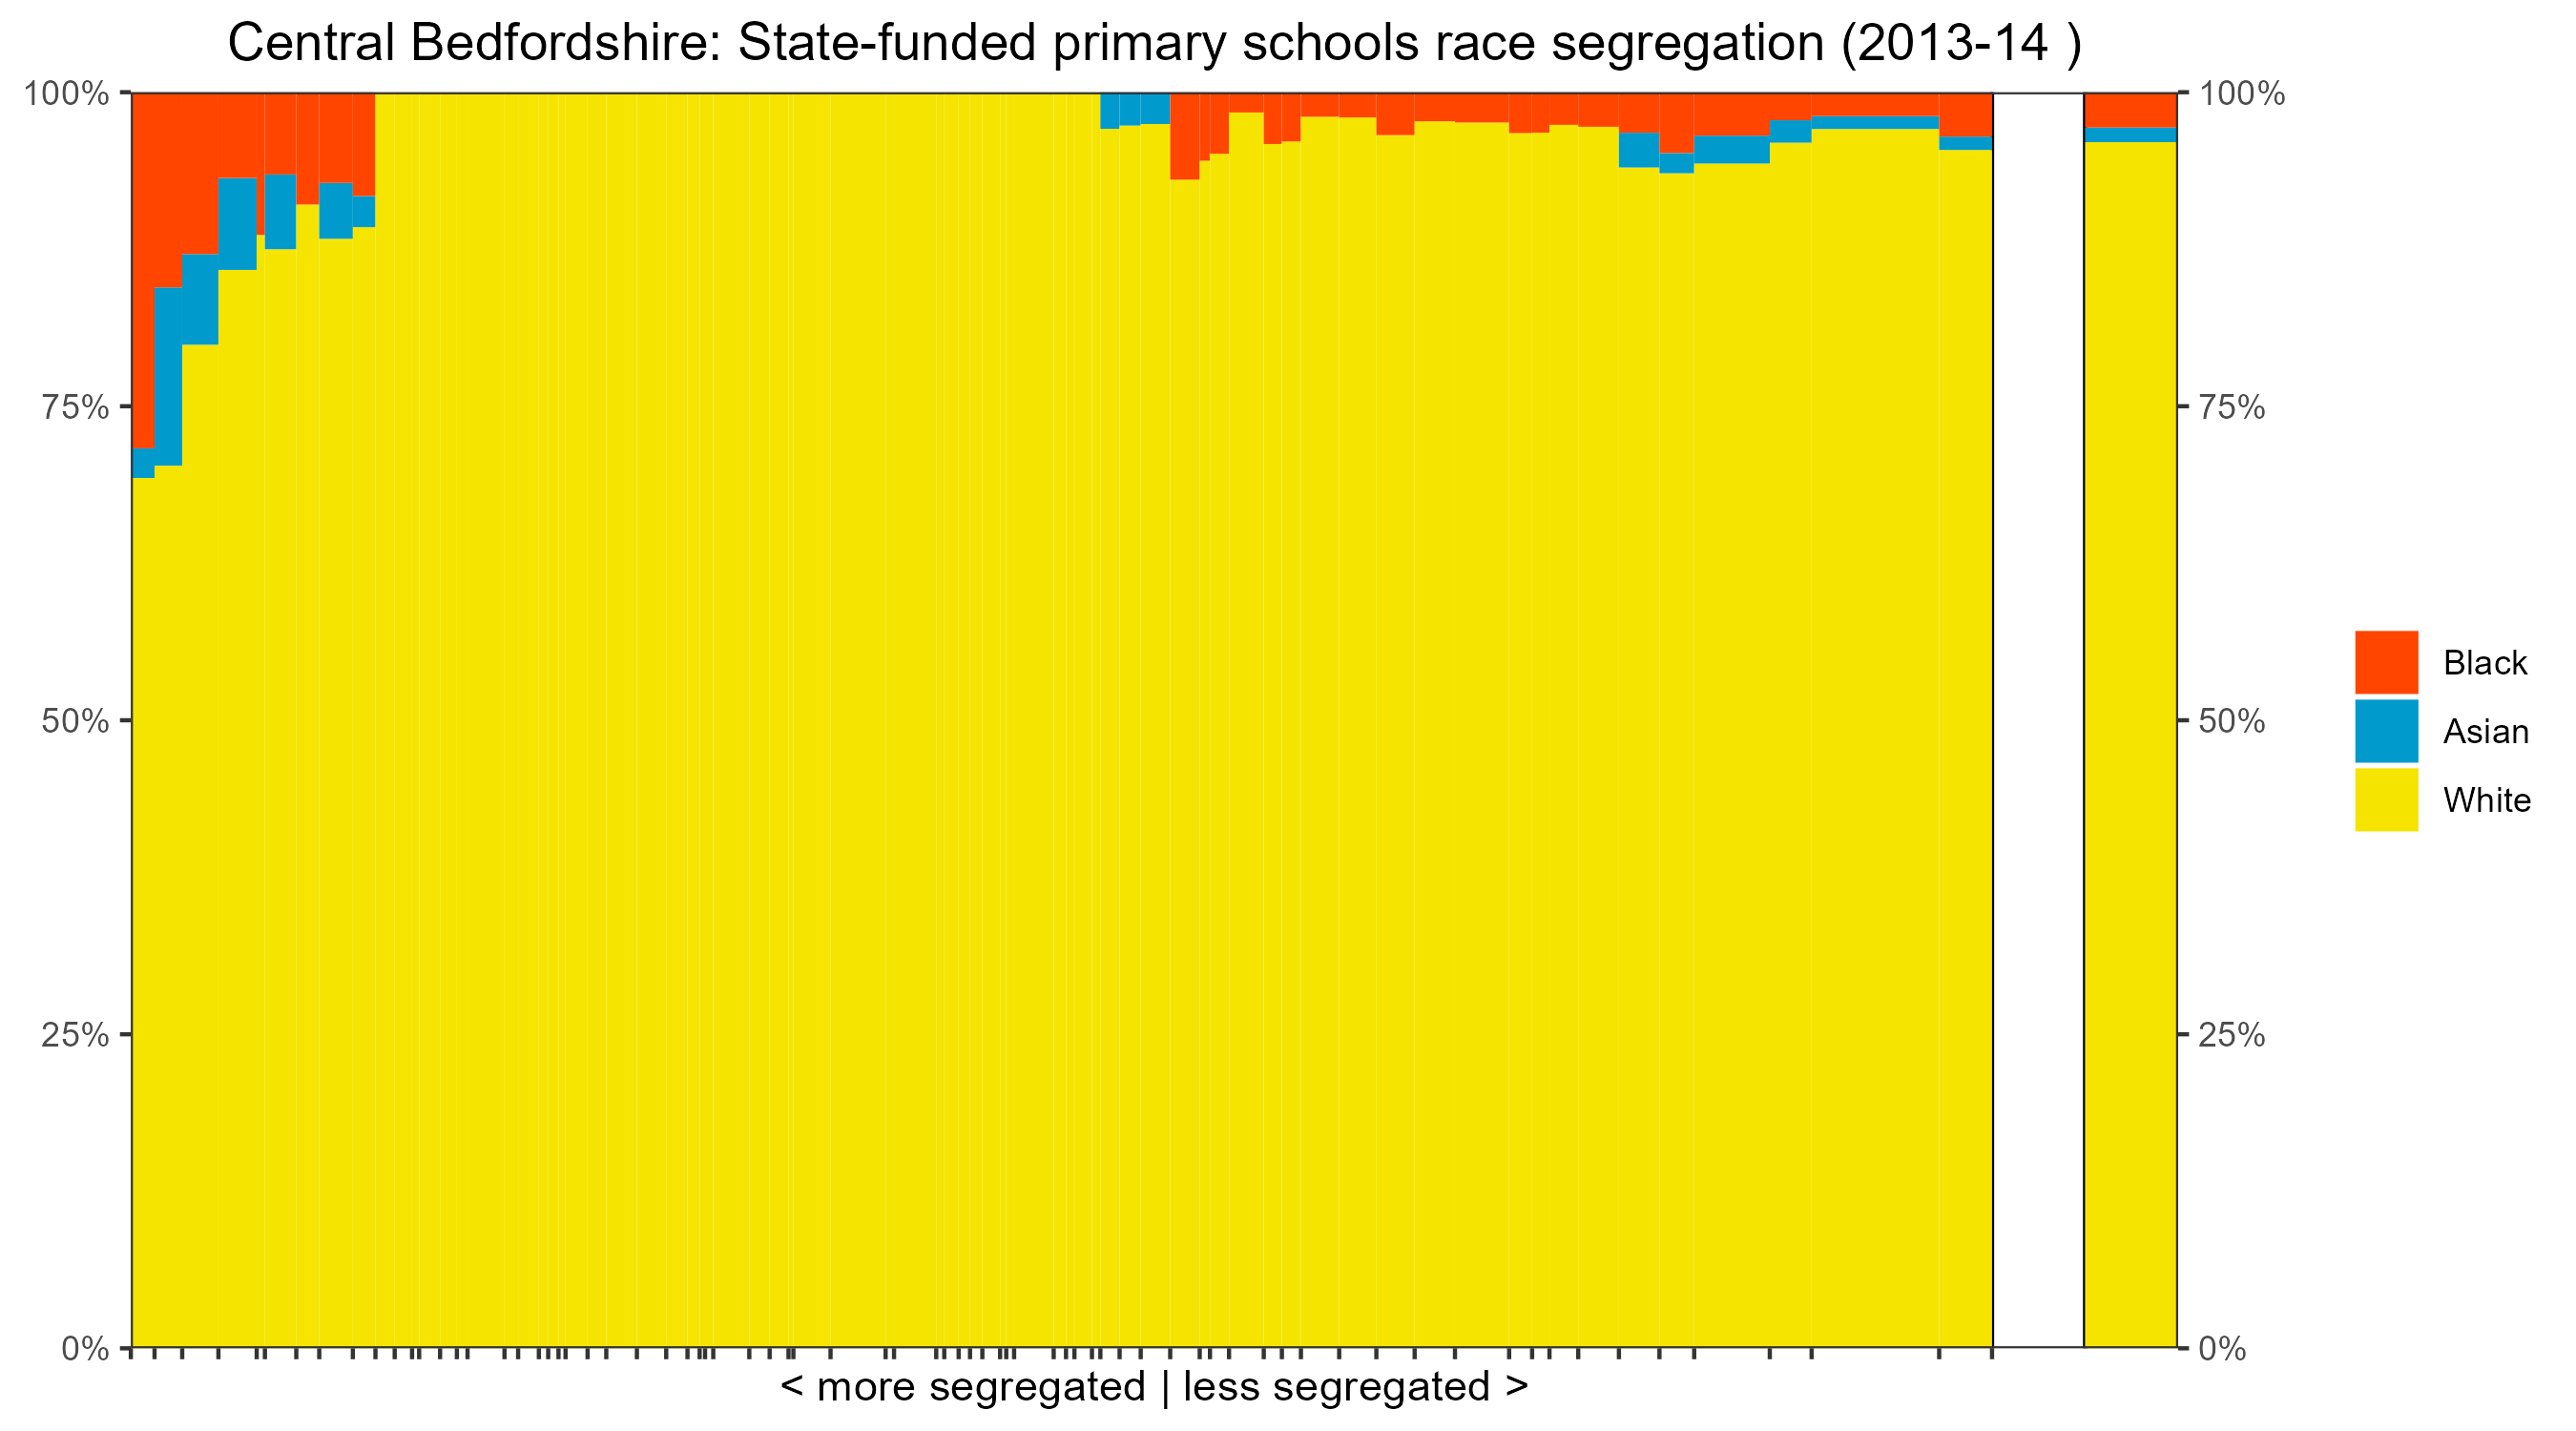 Central Bedfordshire: State-funded primary schools race segregation (2013-14 )
100%
100%
75%
75%
50%
50%
25%
25%
0%
0%
Black
Asian
White
< more segregated | less segregated >